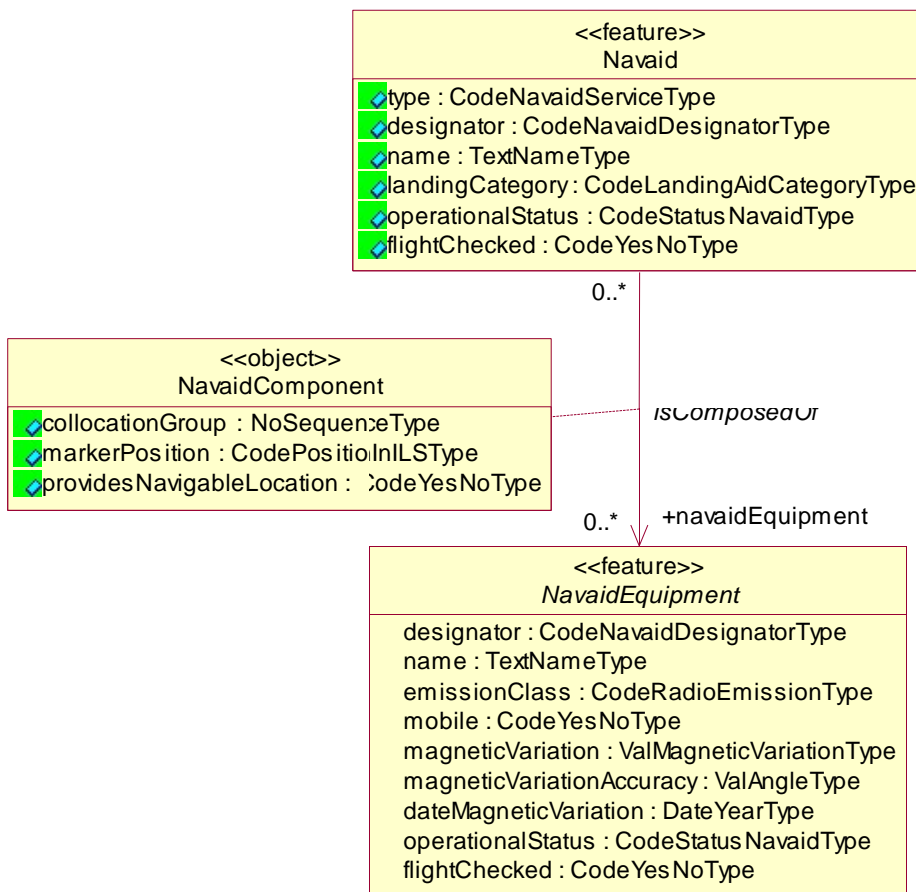 <<feature>>
Navaid
type : CodeNavaidServiceType
designator : CodeNavaidDesignatorType
name : TextNameType
landingCategory : CodeLandingAidCategoryType
operationalStatus : CodeStatusNavaidType
flightChecked : CodeYesNoType
0..*
<<object>>
NavaidComponent
collocationGroup : NoSequenceType
markerPosition : CodePositionInILSType
providesNavigableLocation : CodeYesNoType
isComposedOf
0..*
+navaidEquipment
<<feature>>
NavaidEquipment
designator : CodeNavaidDesignatorType
name : TextNameType
emissionClass : CodeRadioEmissionType
mobile : CodeYesNoType
magneticVariation : ValMagneticVariationType
magneticVariationAccuracy : ValAngleType
dateMagneticVariation : DateYearType
operationalStatus : CodeStatusNavaidType
flightChecked : CodeYesNoType